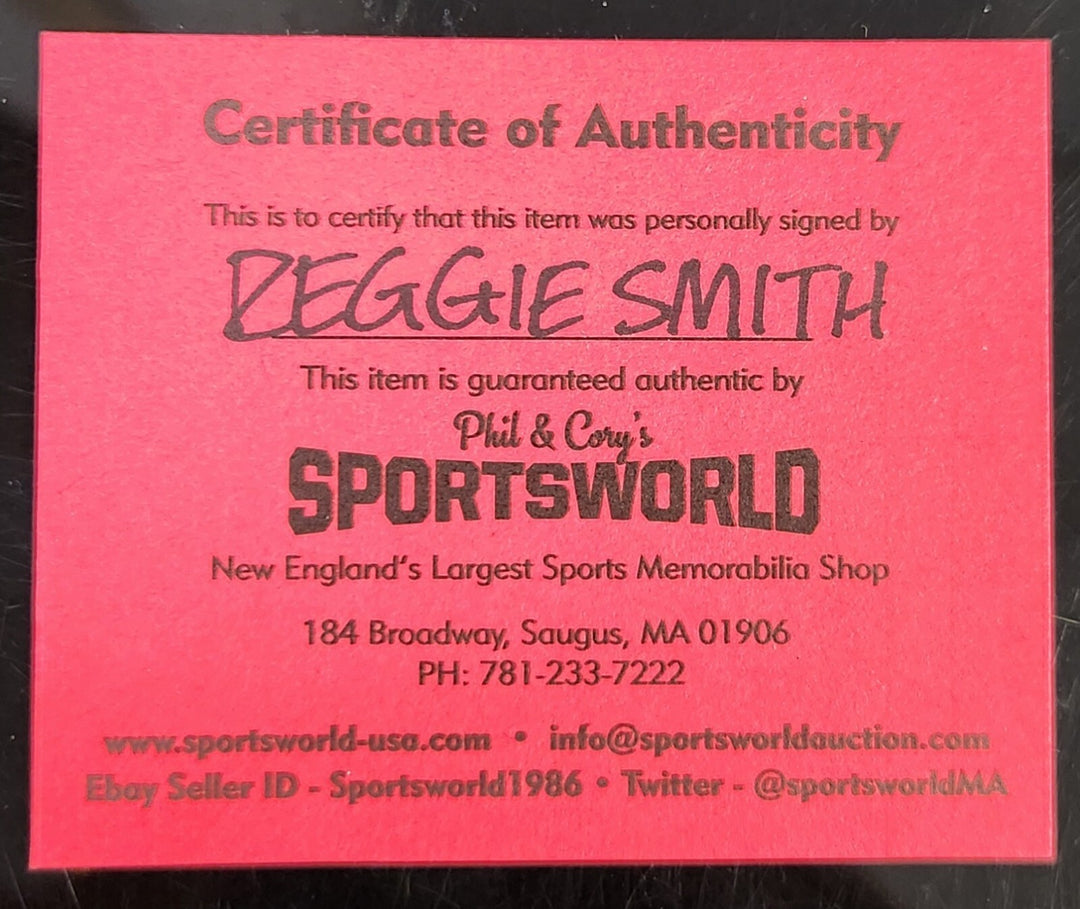 Certificate of Authenticity
This is to certify that this item was personally signed by
REGGIE SMITH
This item is guaranteed authentic by
Phil & Cory's
SPORTSWORLD
New England's Largest Sports Memorabilia Shop
184 Broadway, Saugus, MA 01906
PH: 781-233-7222
www.sportsworld-usa.com • info@sportsworldauction.com
Ebay Seller ID - Sportsworld1986 • Twitter - @sportsworldMA